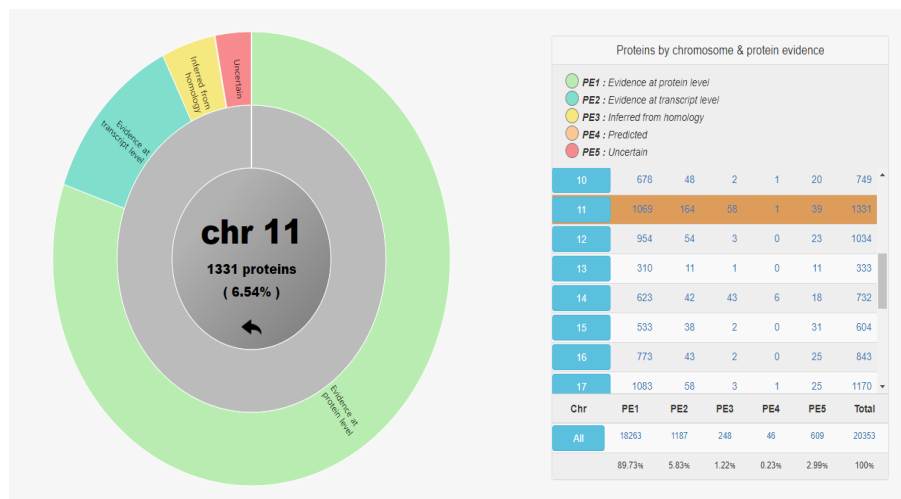 Uncertain
Inferred from
homology
Evidence at
transcript level
chr 11
1331 proteins
( 6.54% )
Evidence at
protein level
Proteins by chromosome & protein evidence
PE1 : Evidence at protein level
PE2 : Evidence at transcript level
PE3 : Inferred from homology
PE4 : Predicted
PE5 : Uncertain
10 678 48 2 1 20 749
11 1069 164 58 1 39 1331
12 954 54 3 0 23 1034
13 310 11 1 0 11 333
14 623 42 43 6 18 732
15 533 38 2 0 31 604
16 773 43 2 0 25 843
17 1083 58 3 1 25 1170
Chr PE1 PE2 PE3 PE4 PE5 Total
All 18263 1187 248 46 609 20353
89.73% 5.83% 1.22% 0.23% 2.99% 100%